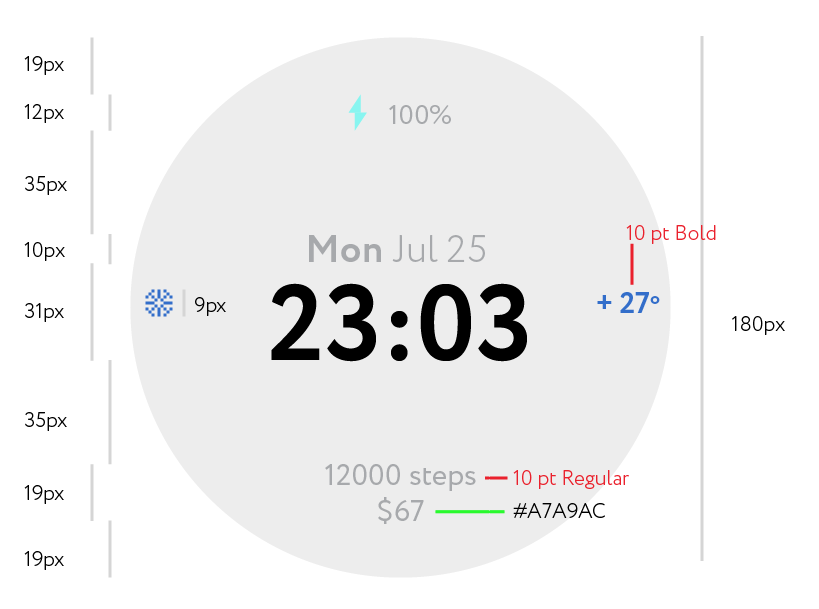 19px
12px
100%
35px
10 pt Bold
10px
Mon Jul 25
31px
9px
23:03
+ 27°
180px
35px
12000 steps
10 pt Regular
19px
$67
#A7A9AC
19px